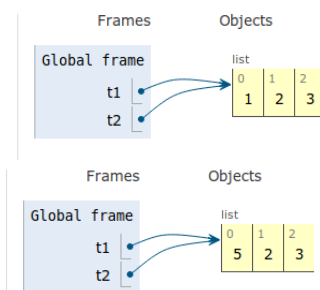 Frames Objects
Global frame
list
0 1 2
t1
1 2 3
t2
Frames Objects
Global frame
list
0 1 2
t1
5 2 3
t2